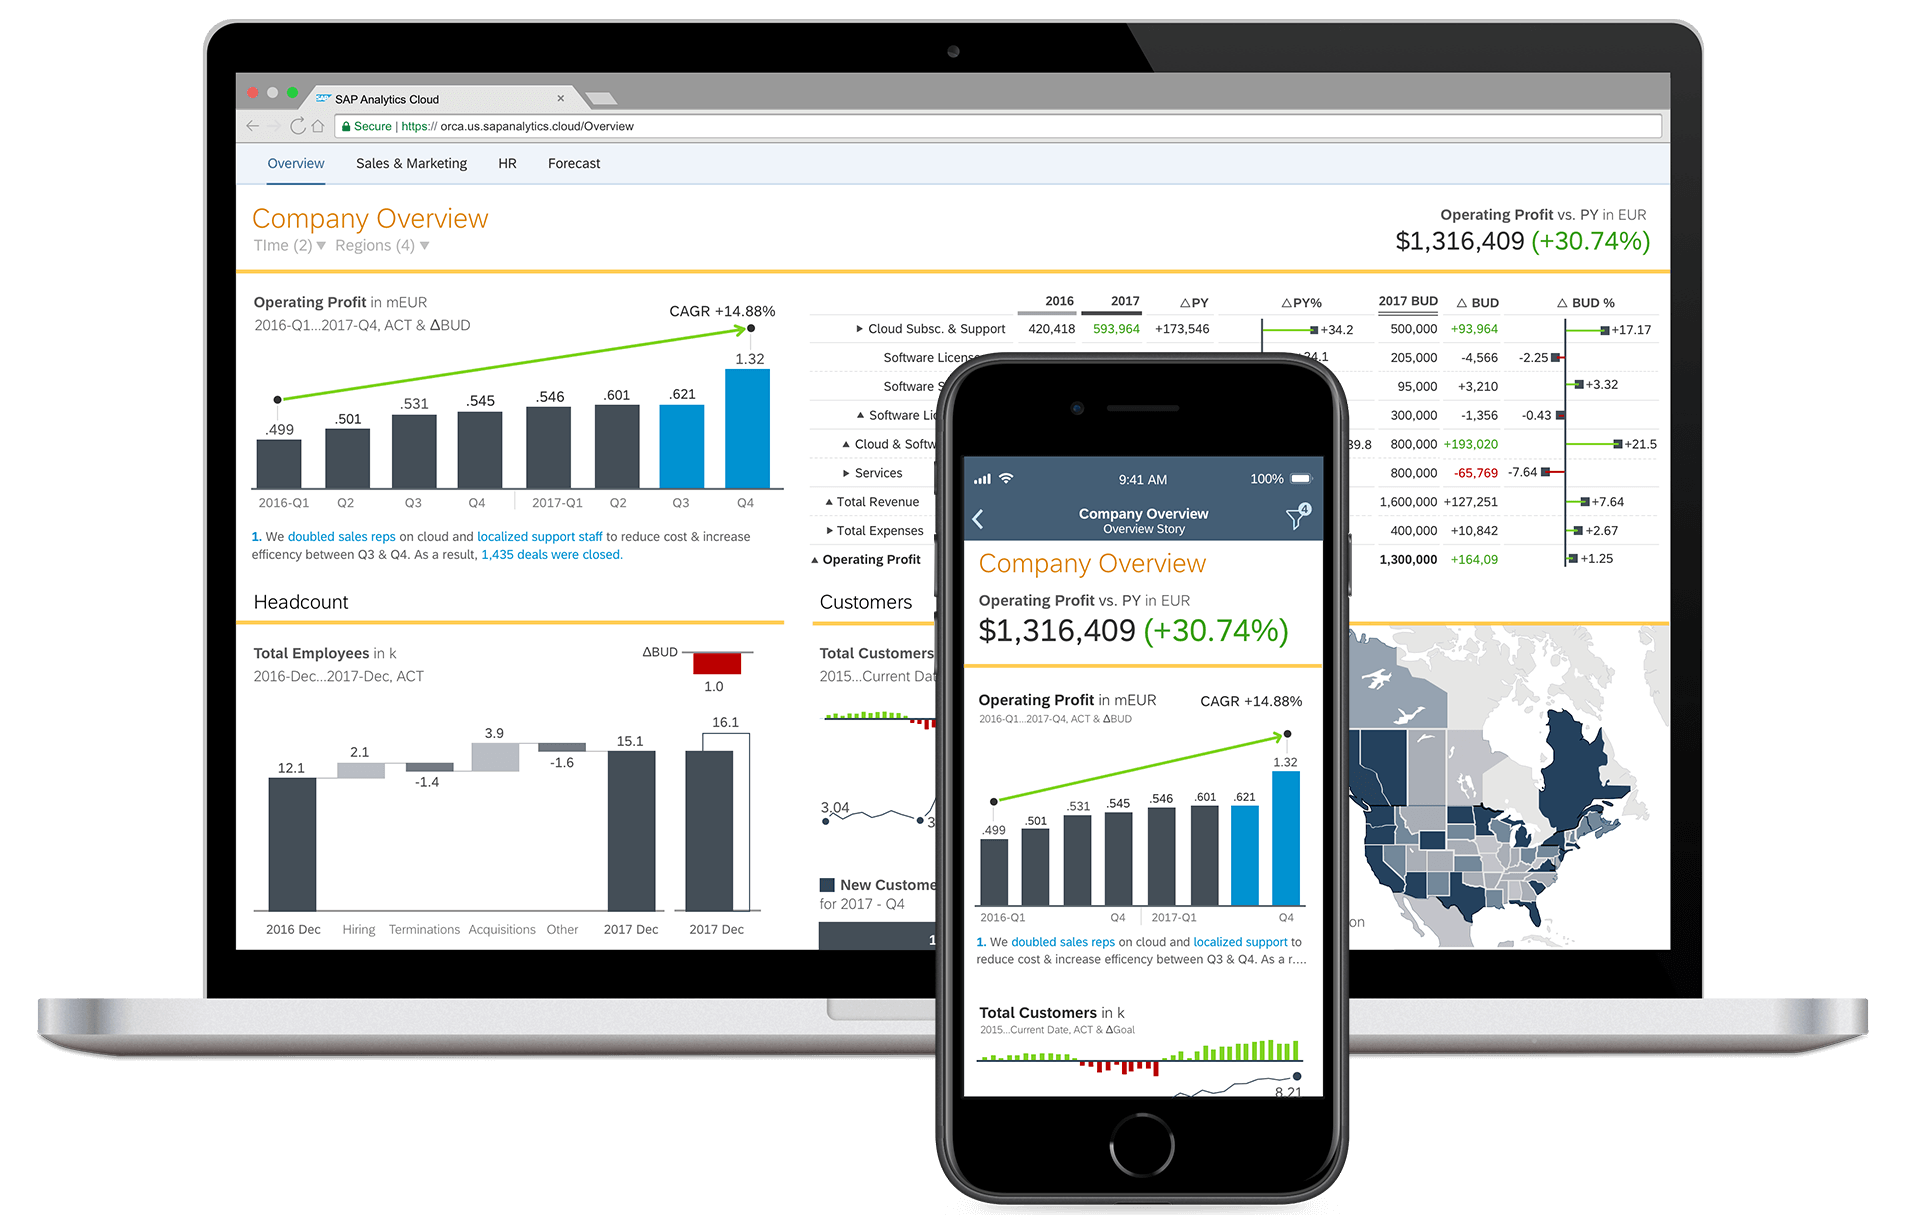 SAP Analytics Cloud
Secure | https:// orca.us.sapanalytics.cloud/Overview
Overview Sales & Marketing HR Forecast
Company Overview
TIme (2) ▼ Regions (4) ▼
Operating Profit vs. PY in EUR
$1,316,409 (+30.74%)
Operating Profit in mEUR
2016-Q1...2017-Q4, ACT & ΔBUD
CAGR +14.88%
.499 .501 .531 .545 .546 .601 .621 1.32
2016-Q1 Q2 Q3 Q4 2017-Q1 Q2 Q3 Q4
1. We doubled sales reps on cloud and localized support staff to reduce cost & increase
efficency between Q3 & Q4. As a result, 1,435 deals were closed.
2016 2017 △PY △PY% 2017 BUD △ BUD △ BUD %
▶ Cloud Subsc. & Support 420,418 593,964 +173,546 +34.2 500,000 +93,964 +17.17
Software License 205,000 -4,566 -2.25
Software 95,000 +3,210 +3.32
▲ Software 300,000 -1,356 -0.43
▲ Cloud & Softw 800,000 +193,020 +21.5
▶ Services 800,000 -65,769 -7.64
▲ Total Revenue 1,600,000 +127,251 +7.64
▶ Total Expenses 400,000 +10,842 +2.67
▲ Operating Profit 1,300,000 +164,09 +1.25
Headcount
Total Employees in k
2016-Dec...2017-Dec, ACT
ΔBUD
1.0
12.1 2.1 -1.4 3.9 -1.6 15.1 16.1
2016 Dec Hiring Terminations Acquisitions Other 2017 Dec 2017 Dec
Customers
Total Customers
2015...Current Dat
3.04
New Custome
for 2017 - Q4
1
9:41 AM 100%
Company Overview
Overview Story
4
Company Overview
Operating Profit vs. PY in EUR
$1,316,409 (+30.74%)
Operating Profit in mEUR
2016-Q1...2017-Q4, ACT & ΔBUD
CAGR +14.88%
.499 .501 .531 .545 .546 .601 .621 1.32
2016-Q1 Q4 2017-Q1 Q4
1. We doubled sales reps on cloud and localized support to
reduce cost & increase efficency between Q3 & Q4. As a r....
Total Customers in k
2015...Current Date, ACT & ΔGoal
8.21